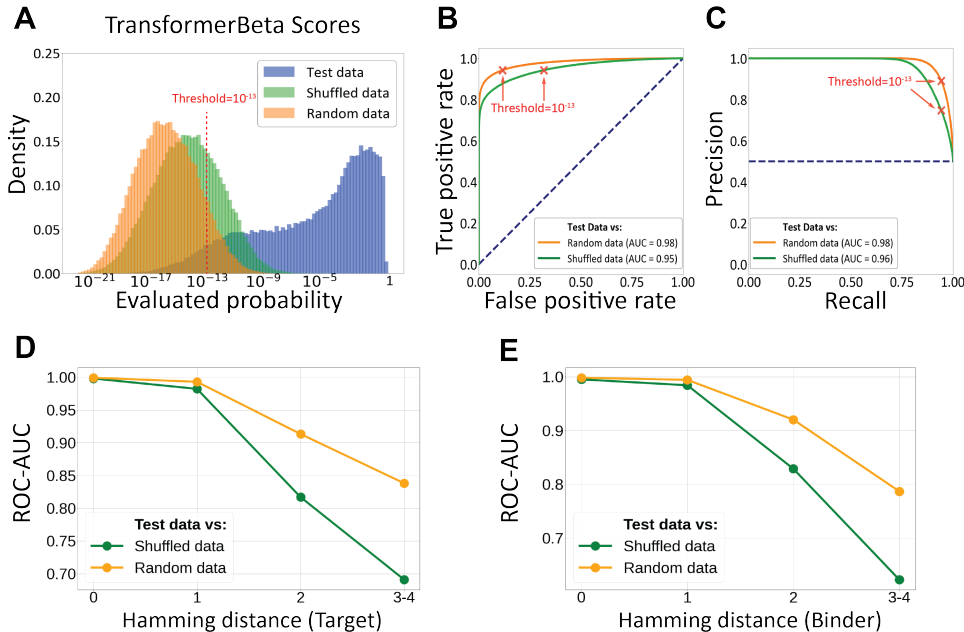 A
TransformerBeta Scores
0.25
0.20
0.15
0.10
0.05
0.00
Density
Test data
Shuffled data
Random data
Threshold=10⁻¹³
10⁻²¹
10⁻¹⁷
10⁻¹³
10⁻⁹
10⁻⁵
1
Evaluated probability
B
True positive rate
1.0
0.8
0.6
0.4
0.2
0.0
Threshold=10⁻¹³
Test Data vs:
Random data (AUC = 0.98)
Shuffled data (AUC = 0.95)
0.00
0.25
0.50
0.75
1.00
False positive rate
C
Precision
1.0
0.8
0.6
0.4
0.2
0.0
Threshold=10⁻¹³
Test Data vs:
Random data (AUC = 0.98)
Shuffled data (AUC = 0.96)
0.00
0.25
0.50
0.75
1.00
Recall
D
ROC-AUC
1.00
0.95
0.90
0.85
0.80
0.75
0.70
Test data vs:
Shuffled data
Random data
0
1
2
3-4
Hamming distance (Target)
E
ROC-AUC
1.0
0.9
0.8
0.7
Test data vs:
Shuffled data
Random data
0
1
2
3-4
Hamming distance (Binder)